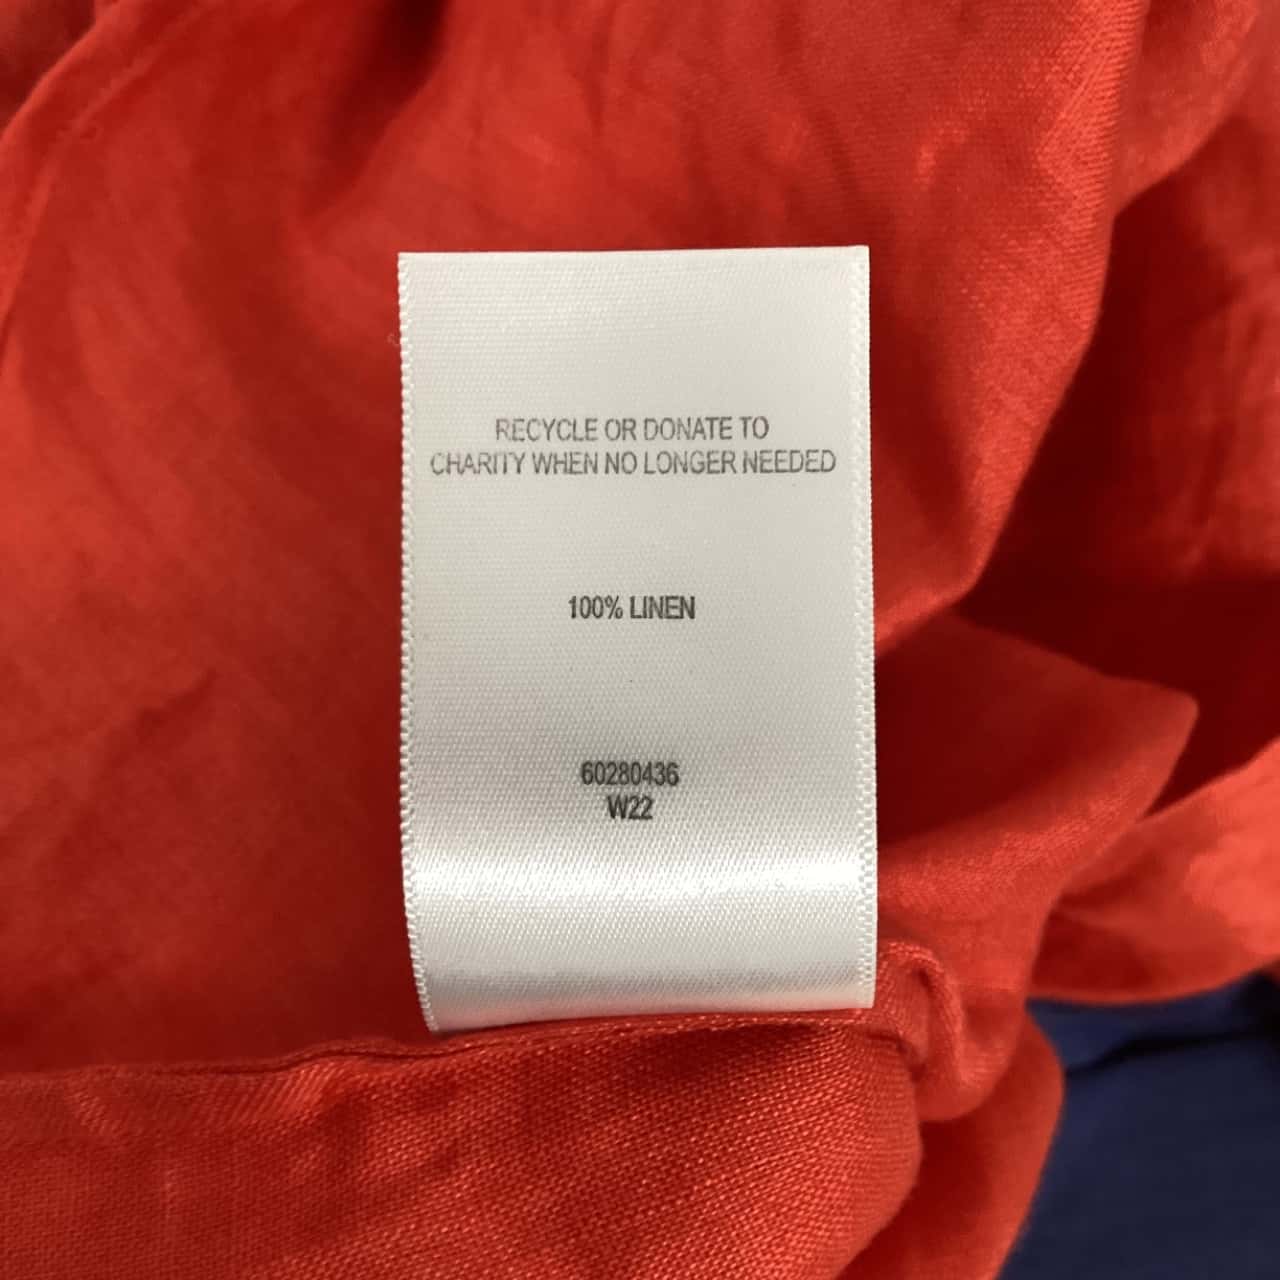 RECYCLE OR DONATE TO
CHARITY WHEN NO LONGER NEEDED
100% LINEN
60280436
W22